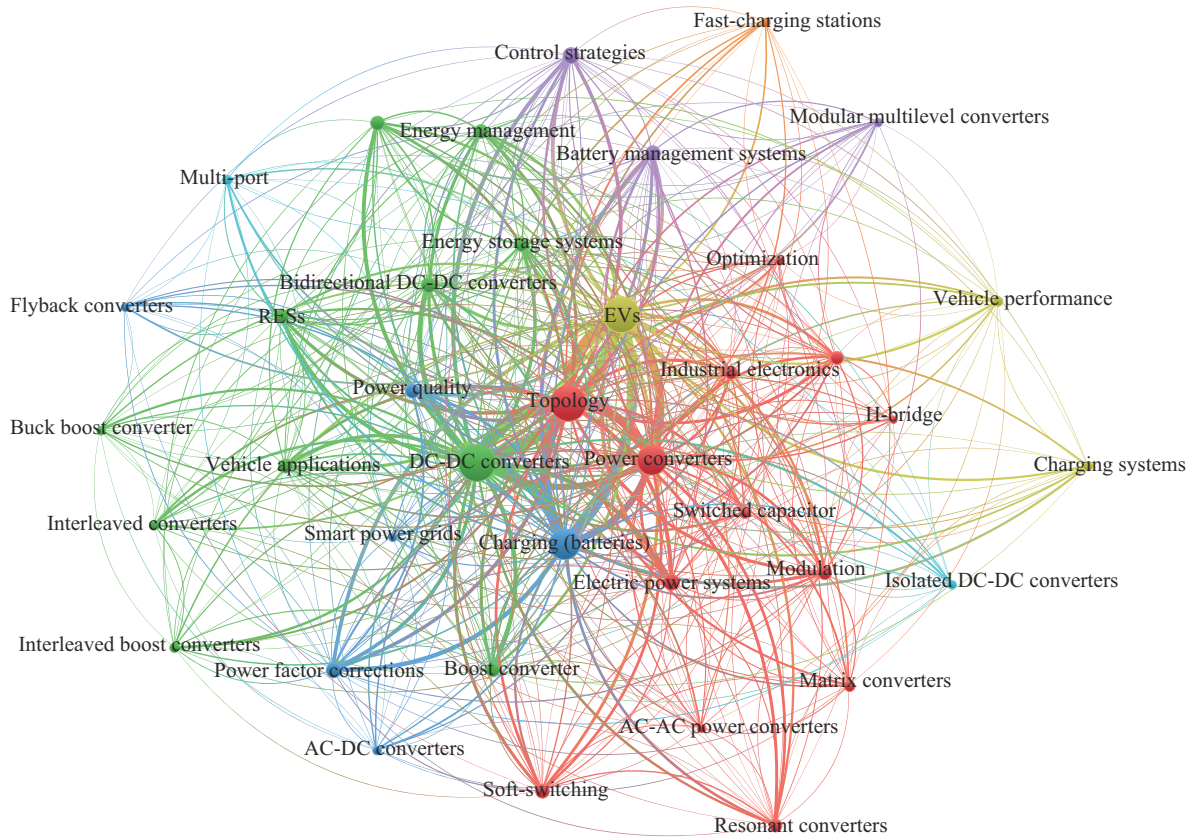 Fast-charging stations
Control strategies
Modular multilevel converters
Energy management
Battery management systems
Multi-port
Energy storage systems
Optimization
Bidirectional DC-DC converters
Flyback converters
RESs
EVs
Vehicle performance
Industrial electronics
Power quality
Topology
H-bridge
Buck boost converter
Vehicle applications
DC-DC converters
Power converters
Charging systems
Interleaved converters
Smart power grids
Switched capacitor
Charging (batteries)
Electric power systems
Modulation
Isolated DC-DC converters
Interleaved boost converters
Power factor corrections
Boost converter
Matrix converters
AC-AC power converters
AC-DC converters
Soft-switching
Resonant converters